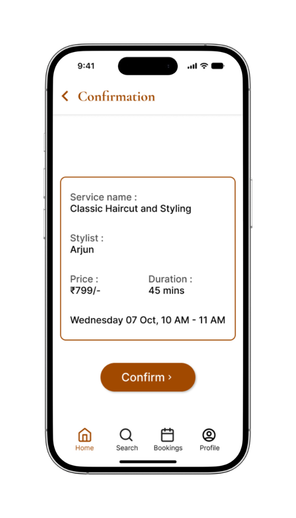 9:41
Confirmation
Service name :
Classic Haircut and Styling
Stylist :
Arjun
Price :
Duration :
₹799/-
45 mins
Wednesday 07 Oct, 10 AM - 11 AM
Confirm ›
Home
Search
Bookings
Profile